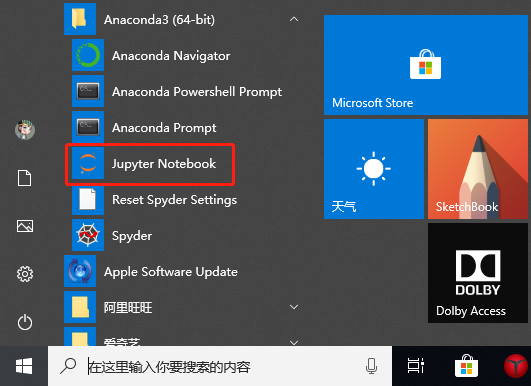 Anaconda3 (64-bit)
Anaconda Navigator
Anaconda Powershell Prompt
Anaconda Prompt
Jupyter Notebook
Reset Spyder Settings
Spyder
Apple Software Update
阿里旺旺
爱奇艺
Microsoft Store
天气
SketchBook
DOLBY
Dolby Access
在这里输入你要搜索的内容